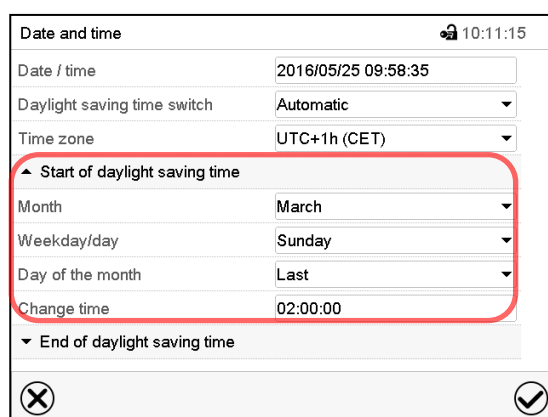 Date and time 10:11:15
Date / time 2016/05/25 09:58:35
Daylight saving time switch Automatic
Time zone UTC+1h (CET)
Start of daylight saving time
Month March
Weekday/day Sunday
Day of the month Last
Change time 02:00:00
End of daylight saving time